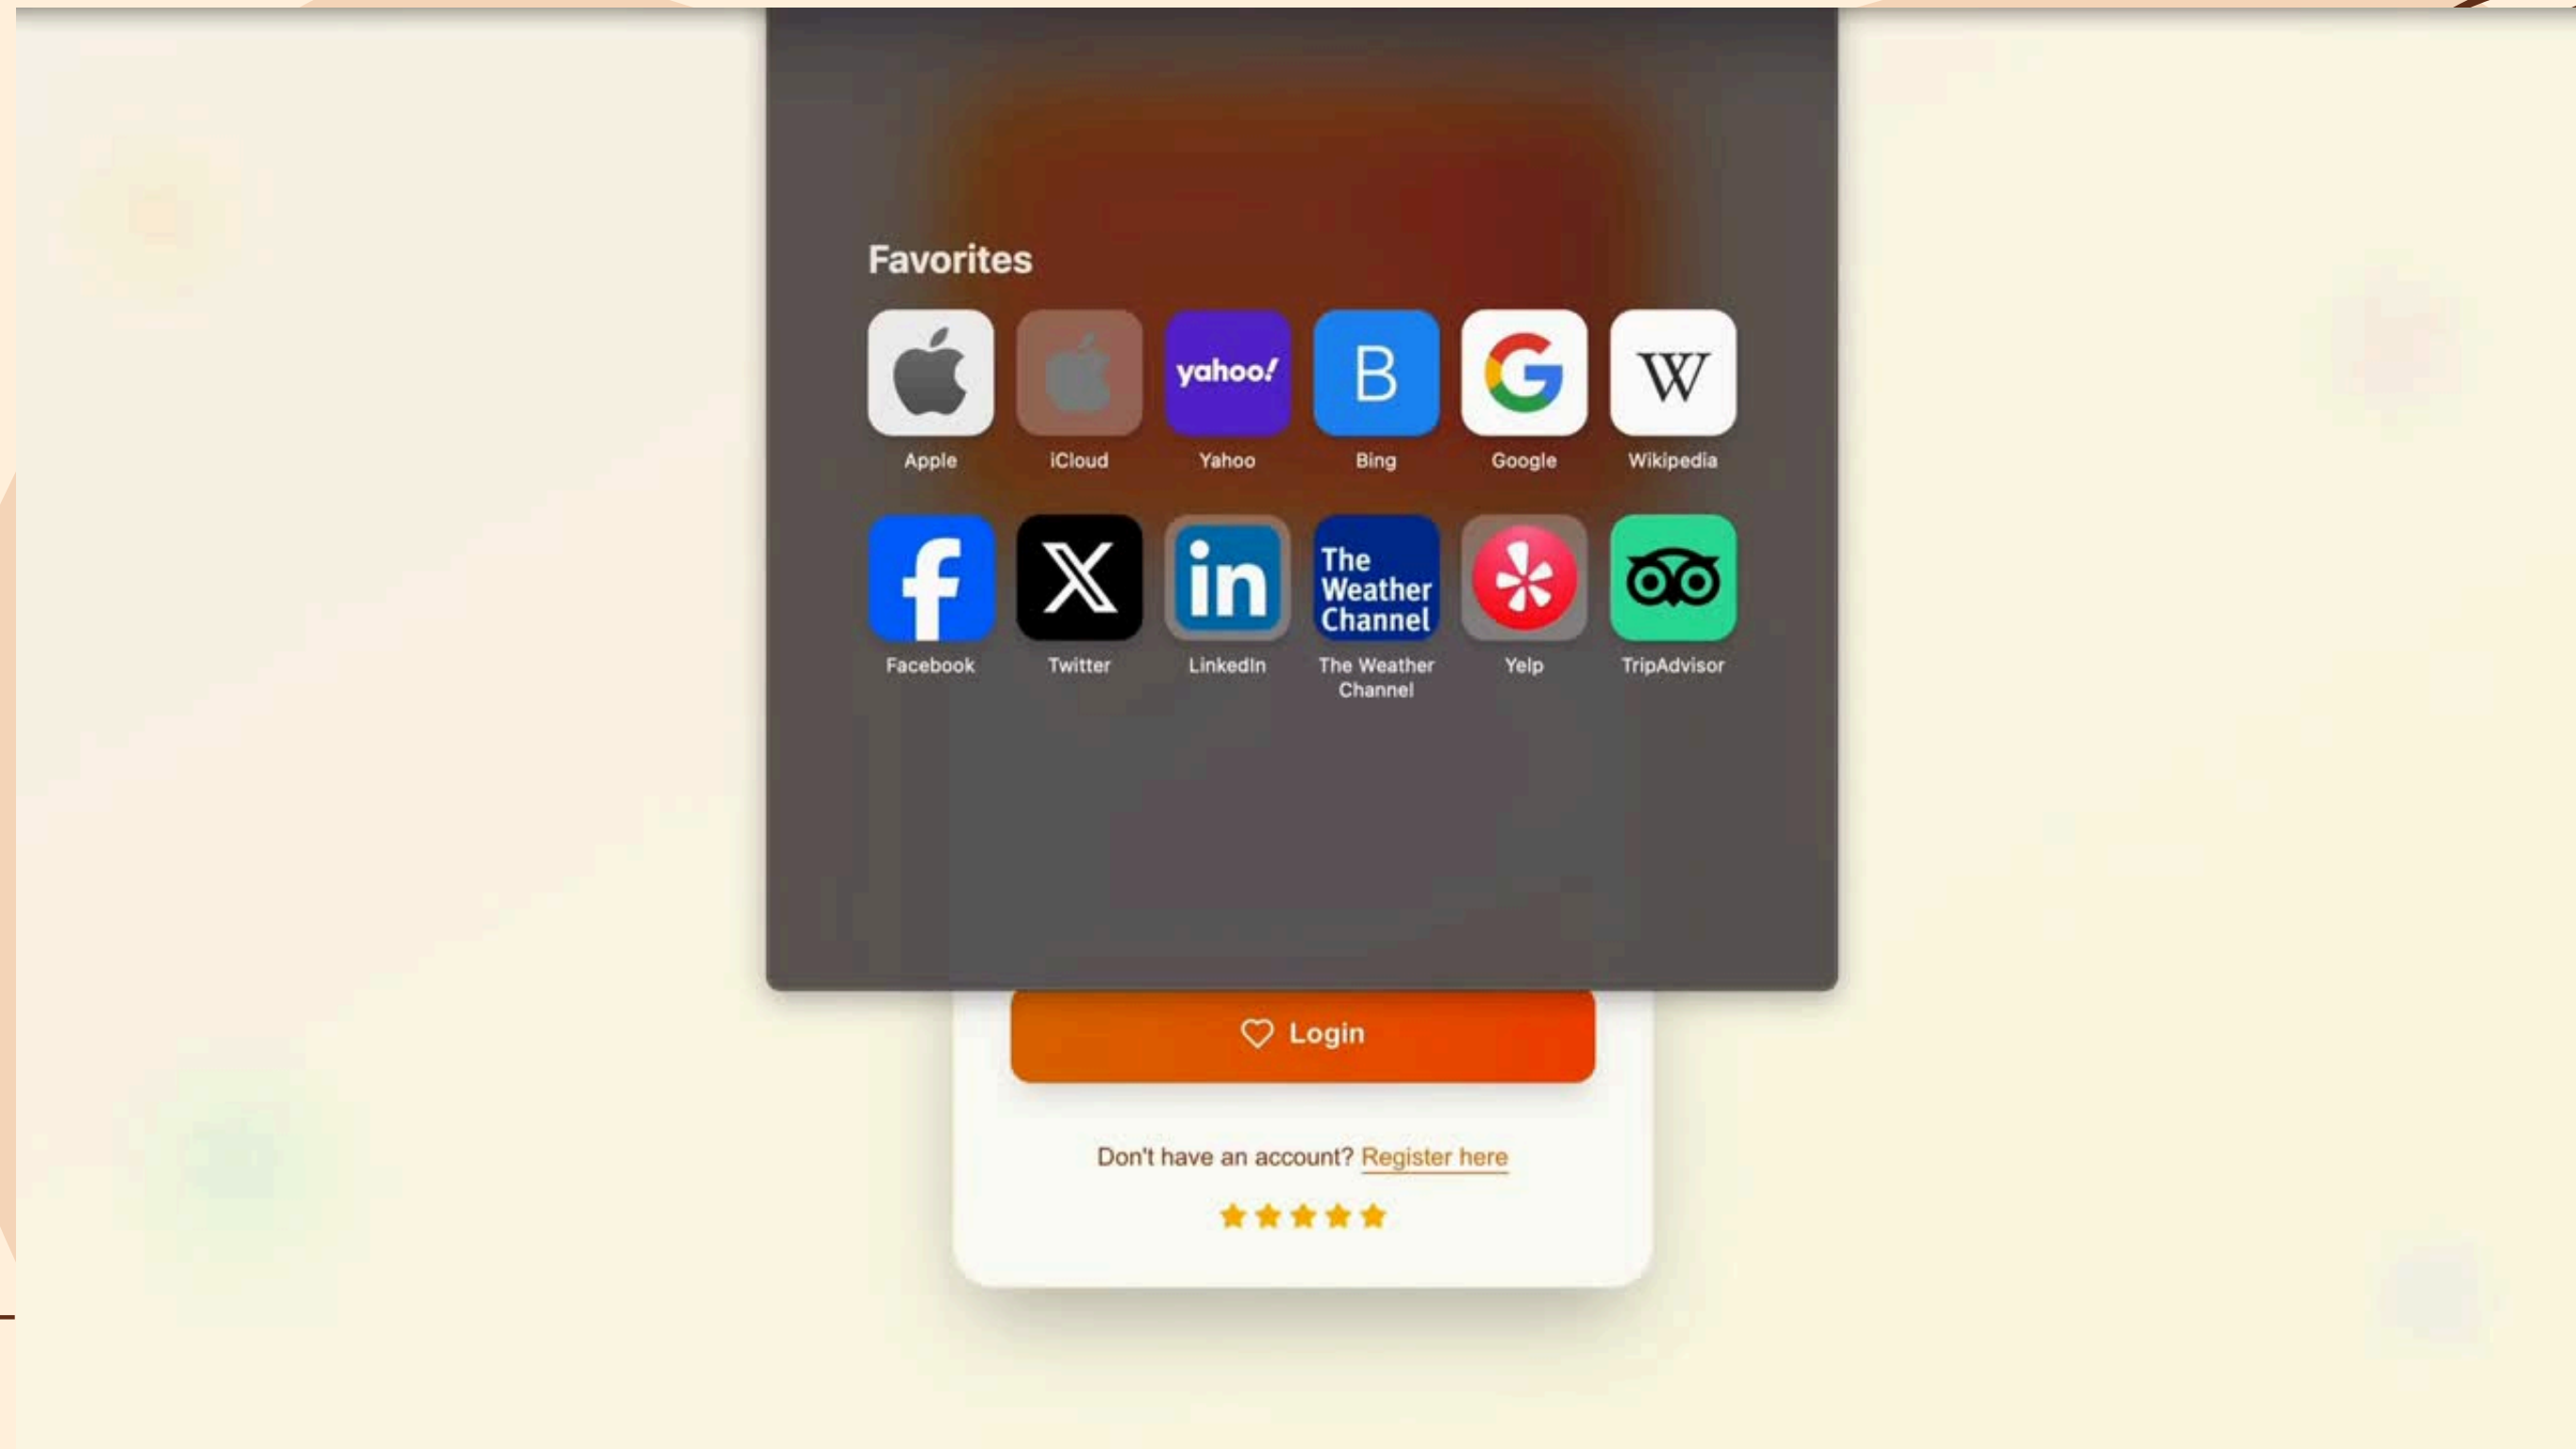 Favorites
yahoo!
B
G
W
Apple
iCloud
Yahoo
Bing
Google
Wikipedia
f
X
in
The
Weather
Channel
Facebook
Twitter
LinkedIn
The Weather
Channel
Yelp
TripAdvisor
Login
Don't have an account? Register here